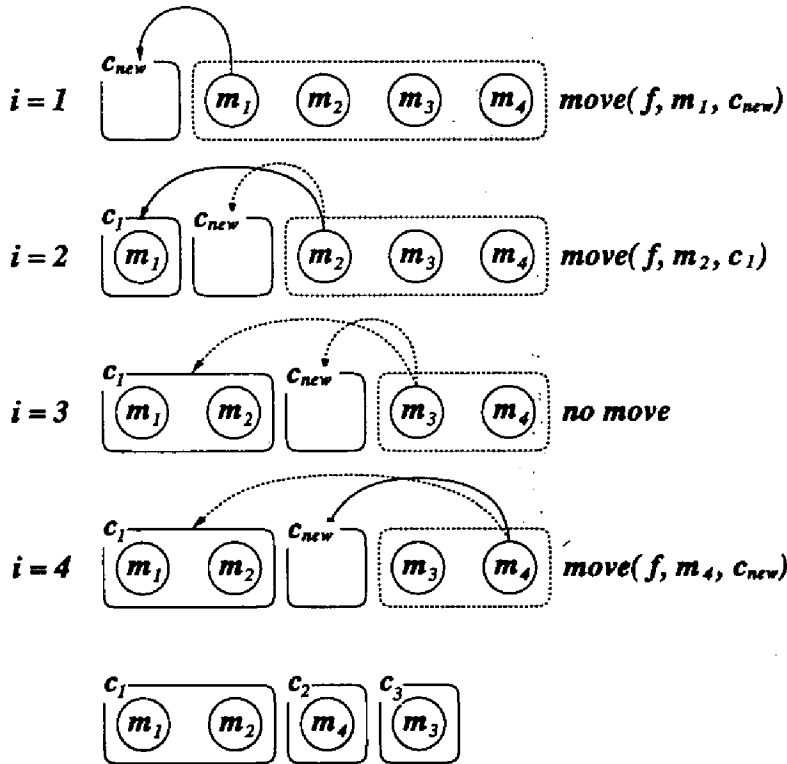 c_new
i = 1 m_1 m_2 m_3 m_4 move( f, m_1, c_new)
c_1 c_new
i = 2 m_1 m_2 m_3 m_4 move( f, m_2, c_1)
c_1 c_new
i = 3 m_1 m_2 m_3 m_4 no move
c_1 c_new
i = 4 m_1 m_2 m_3 m_4 move( f, m_4, c_new)
c_1 c_2 c_3
m_1 m_2 m_4 m_3